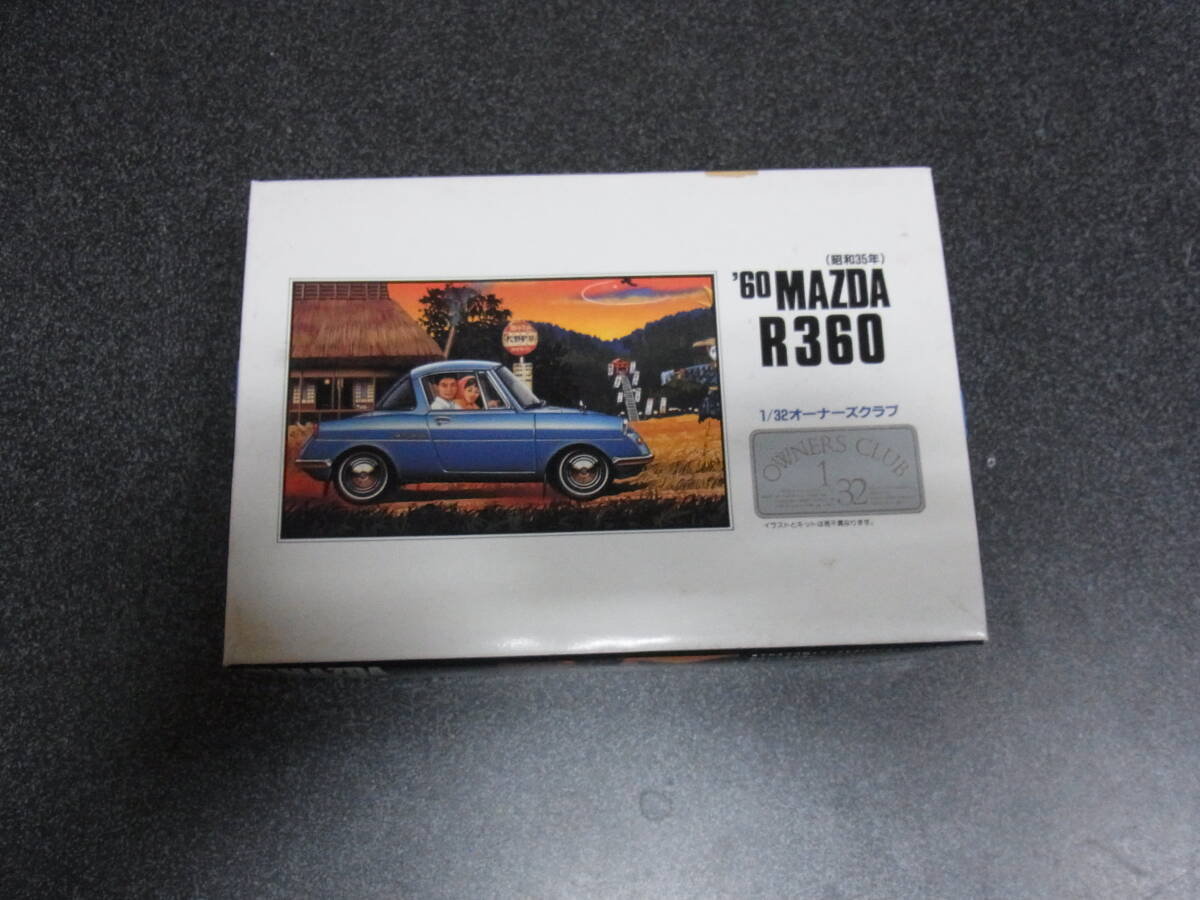 (昭和35年)
'60 MAZDA
R360
1/32オーナーズクラブ
OWNERS CLUB
1
32
イラストとキットは若干異なります。